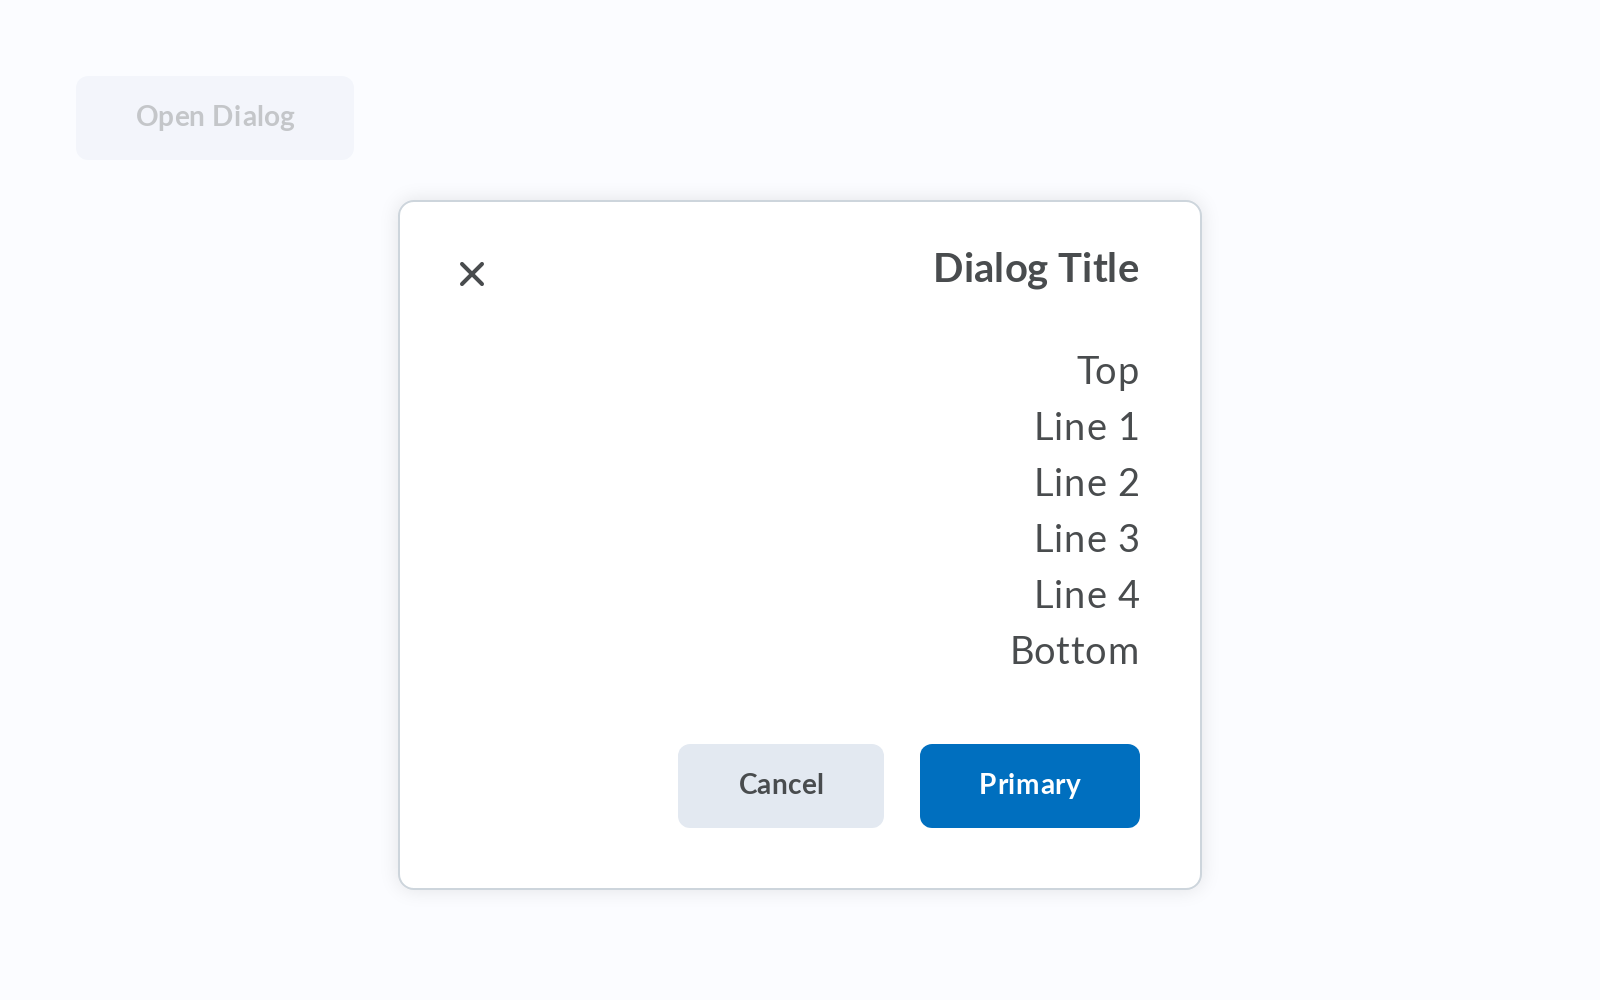 Open Dialog
Dialog Title
Top
Line 1
Line 2
Line 3
Line 4
Bottom
Cancel
Primary